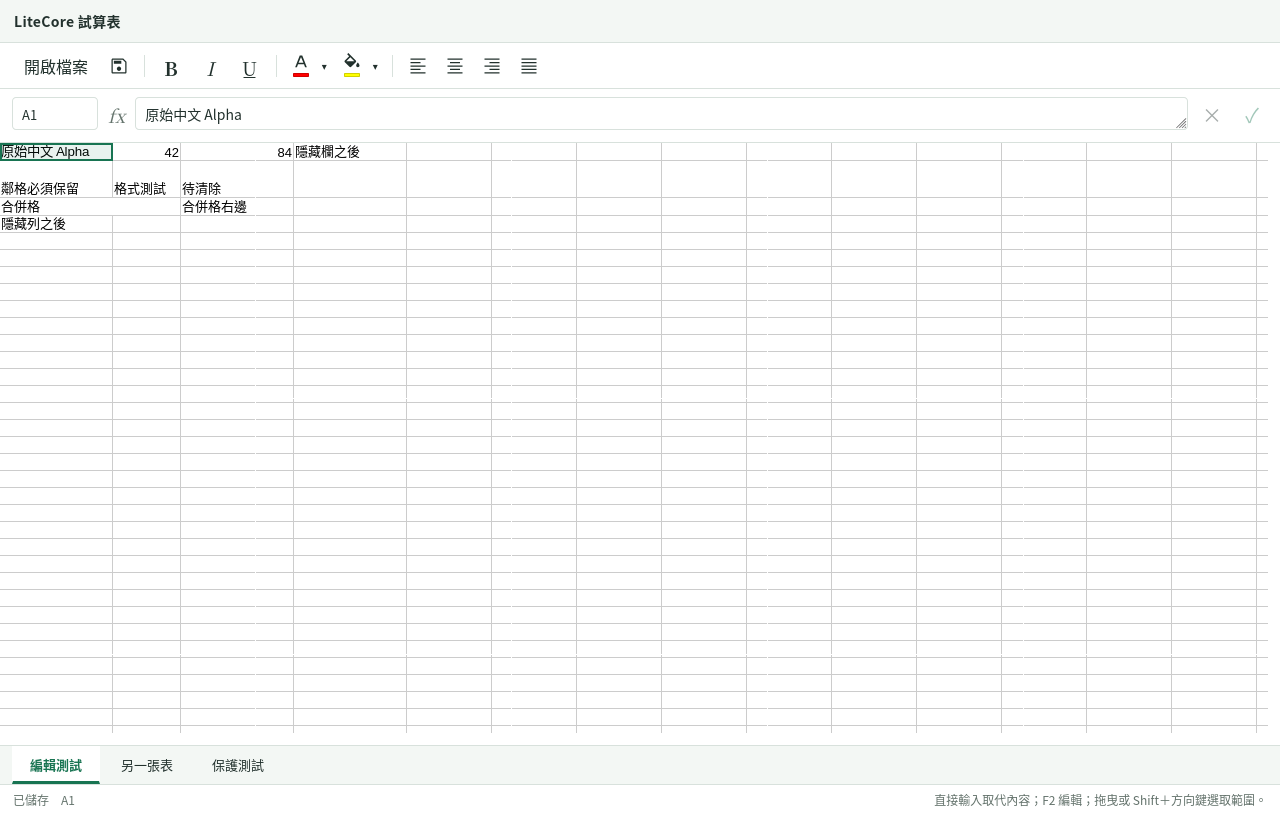 LiteCore 試算表
開啟檔案 B I U A ▼ ▼
A1 fx 原始中文 Alpha
原始中文 Alpha 42 84 隱藏欄之後
鄰格必須保留 格式測試 待清除
合併格 合併格右邊
隱藏列之後
編輯測試 另一張表 保護測試
已儲存 A1 直接輸入取代內容；F2 編輯；拖曳或 Shift＋方向鍵選取範圍。